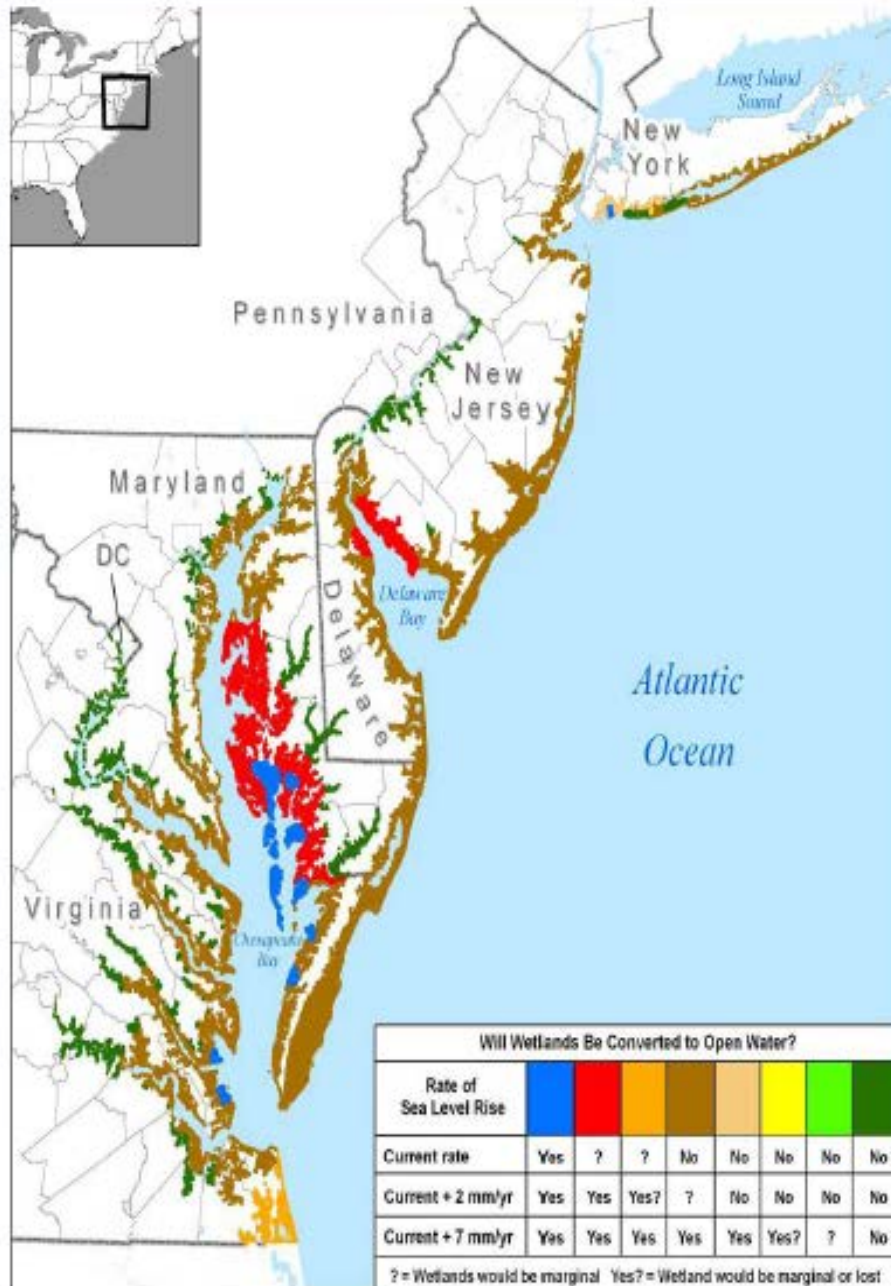 Long Island
Sound
New
York
Pennsylvania
New
Jersey
Maryland
DC
Delaware
Delaware
Bay
Atlantic
Ocean
Virginia
Chesapeake
Bay
Will Wetlands Be Converted to Open Water?
Rate of
Sea Level Rise
Current rate Yes ? ? No No No No No
Current + 2 mm/yr Yes Yes Yes? ? No No No No
Current + 7 mm/yr Yes Yes Yes Yes Yes Yes? ? No
? = Wetlands would be marginal Yes? = Wetland would be marginal or lost